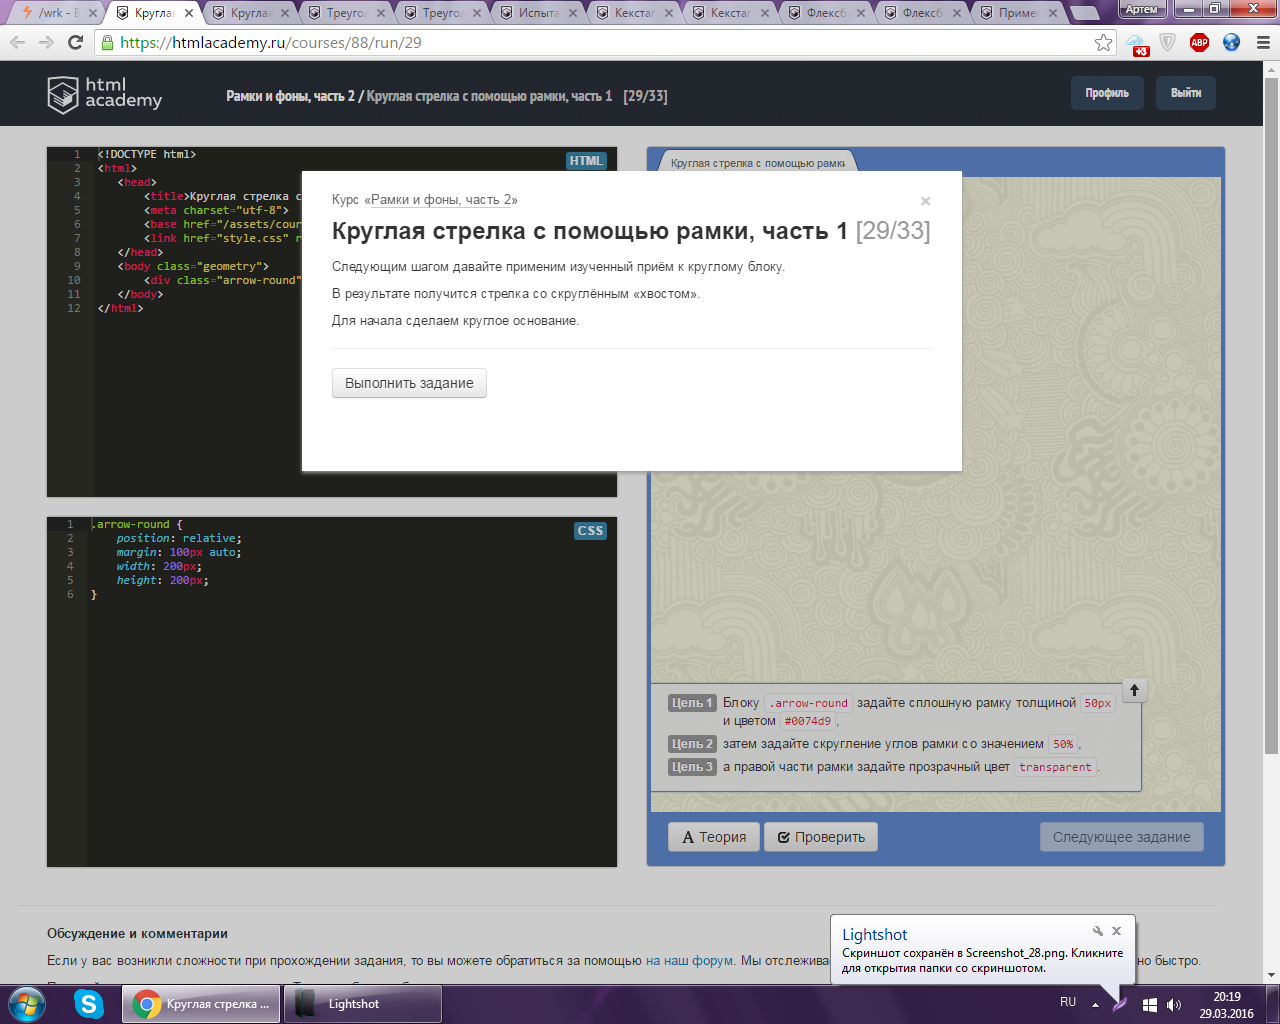 /wrk - B
Круглая
Круглая
Треугол
Треугол
Испыта
Кекстаг
Кекстаг
Флексб
Флексб
Приме
Артем
https://htmlacademy.ru/courses/88/run/29
+3
ABP
html
academy
Рамки и фоны, часть 2 / Круглая стрелка с помощью рамки, часть 1 [29/33]
Профиль
Выйти
1 <!DOCTYPE html>
2 <html>
3 <head>
4 <title>Круглая стрелка с
5 <meta charset="utf-8">
6 <base href="/assets/cour
7 <link href="style.css" r
8 </head>
9 <body class="geometry">
10 <div class="arrow-round"
11 </body>
12 </html>
HTML
Круглая стрелка с помощью рамки
Курс «Рамки и фоны, часть 2»
Круглая стрелка с помощью рамки, часть 1 [29/33]
Следующим шагом давайте применим изученный приём к круглому блоку.
В результате получится стрелка со скруглённым «хвостом».
Для начала сделаем круглое основание.
Выполнить задание
1 .arrow-round {
2 position: relative;
3 margin: 100px auto;
4 width: 200px;
5 height: 200px;
6 }
CSS
Цель 1 Блоку .arrow-round задайте сплошную рамку толщиной 50px
и цветом #0074d9,
Цель 2 затем задайте скругление углов рамки со значением 50%,
Цель 3 а правой части рамки задайте прозрачный цвет transparent.
Теория
Проверить
Следующее задание
Обсуждение и комментарии
Если у вас возникли сложности при прохождении задания, то вы можете обратиться за помощью на наш форум. Мы отслежива
но быстро.
Lightshot
Скриншот сохранён в Screenshot_28.png. Кликните
для открытия папки со скриншотом.
Круглая стрелка ...
Lightshot
RU
20:19
29.03.2016